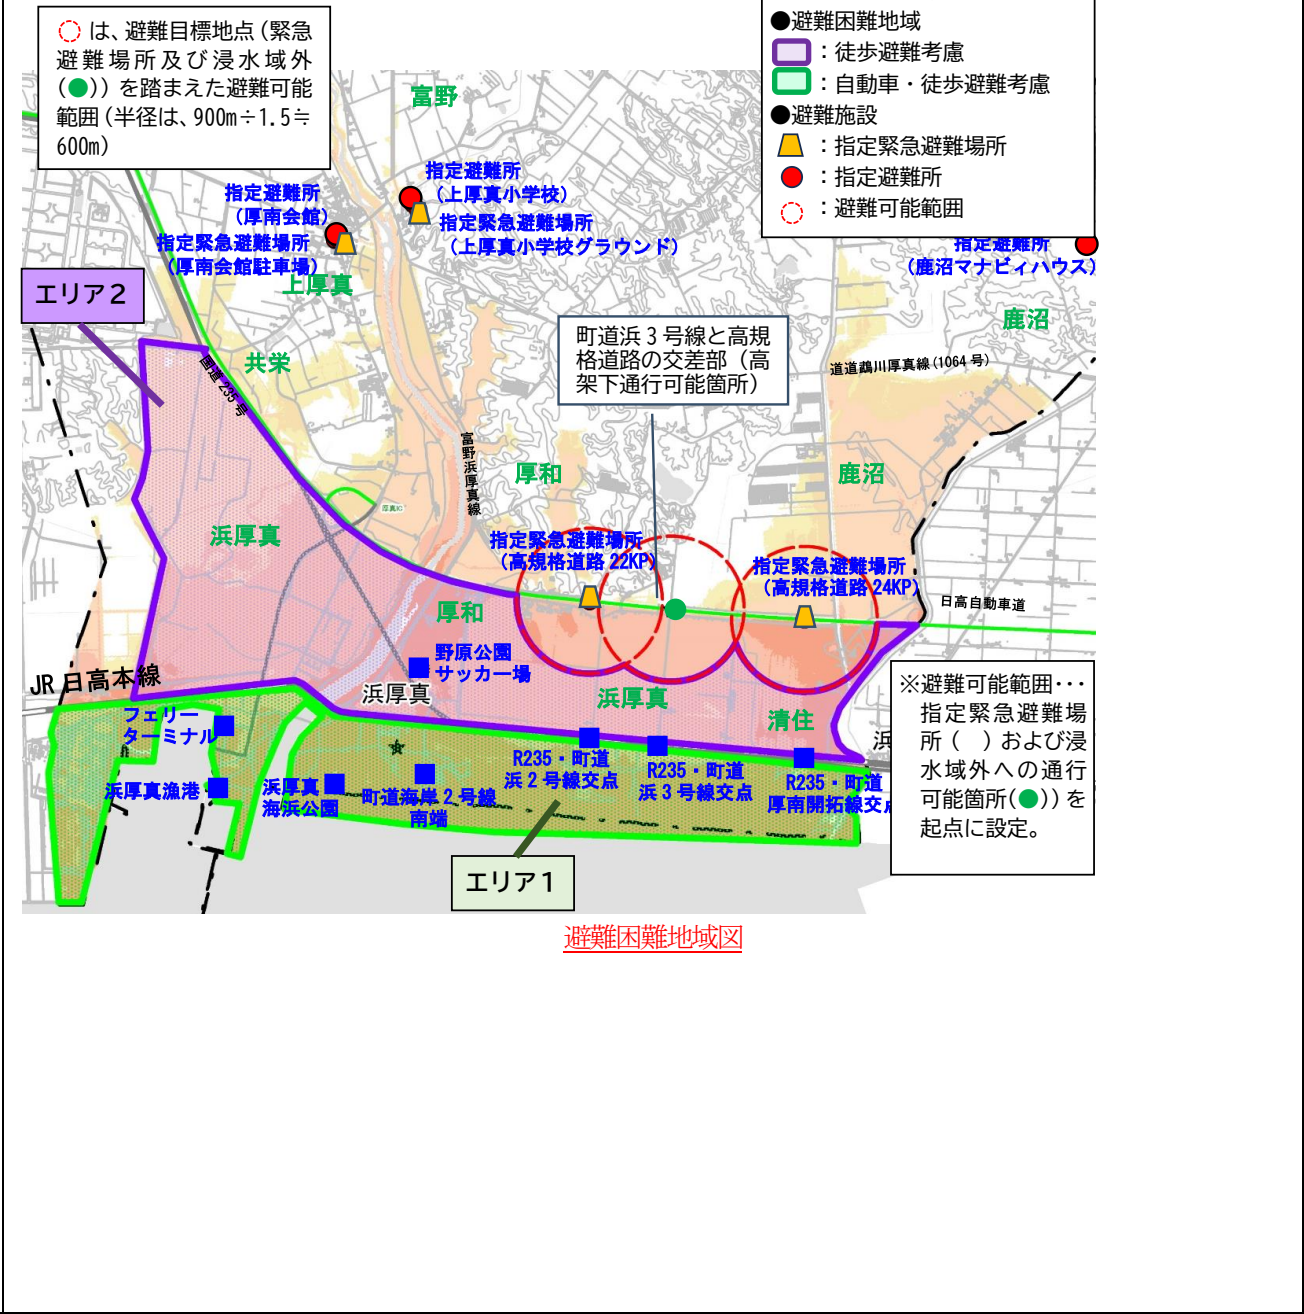 は、避難目標地点(緊急
避難場所及び浸水域外
(●))を踏まえた避難可能
範囲(半径は、900m÷1.5≒
600m)
●避難困難地域
：徒歩避難考慮
：自動車・徒歩避難考慮
●避難施設
：指定緊急避難場所
：指定避難所
：避難可能範囲
富野
指定避難所
(上厚真小学校)
指定緊急避難場所
(上厚真小学校グラウンド)
指定避難所
(厚南会館)
指定緊急避難場所
(厚南会館駐車場)
上厚真
指定避難所
(鹿沼マナビィハウス)
エリア2
鹿沼
町道浜3号線と高規
格道路の交差部(高
架下通行可能箇所)
道道鵡川厚真線(1064号)
共栄
国道235号
富野浜厚真線
厚和
鹿沼
厚真IC
浜厚真
指定緊急避難場所
(高規格道路22KP)
指定緊急避難場所
(高規格道路24KP)
日高自動車道
厚和
野原公園
サッカー場
JR日高本線
浜厚真
浜厚真
清住
浜
フェリー
ターミナル
R235・町道
浜2号線交点
R235・町道
浜3号線交点
R235・町道
厚南開拓線交点
浜厚真漁港
浜厚真
海浜公園
町道海岸2号線
南端
※避難可能範囲･･･
指定緊急避難場
所( )および浸
水域外への通行
可能箇所(●))を
起点に設定。
エリア1
避難困難地域図